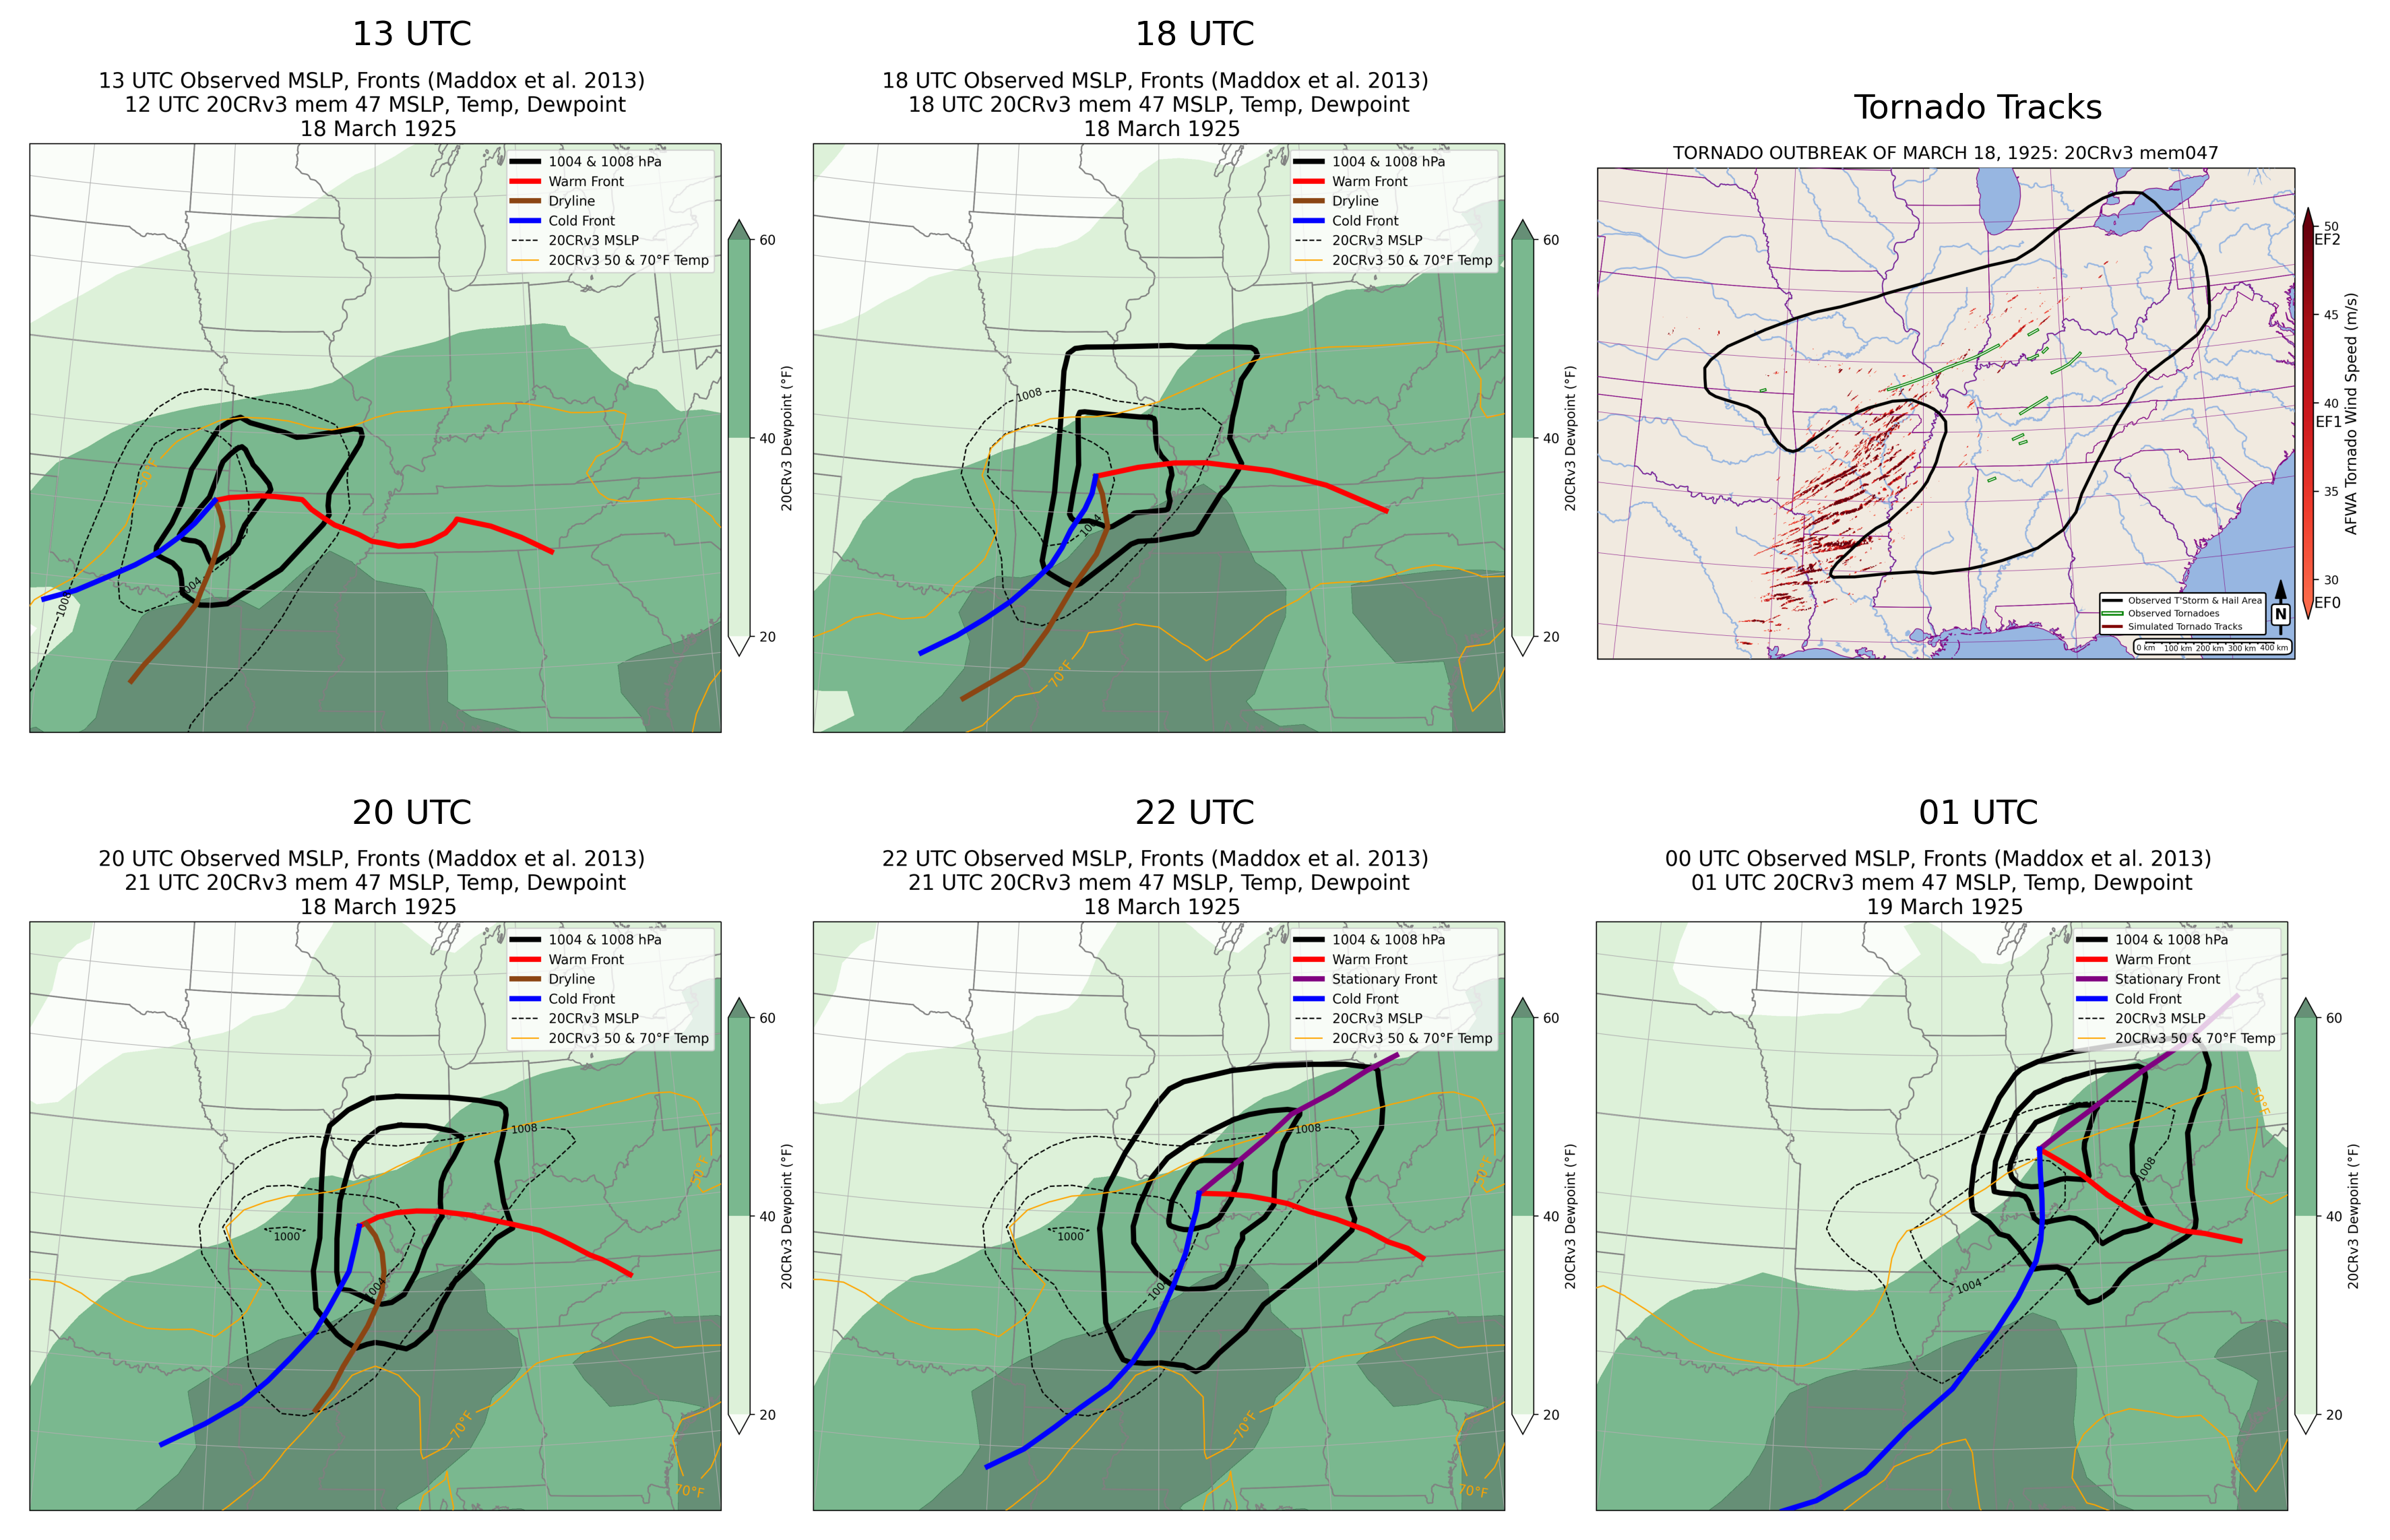 13 UTC
13 UTC Observed MSLP, Fronts (Maddox et al. 2013)
12 UTC 20CRv3 mem 47 MSLP, Temp, Dewpoint
18 March 1925
1004 & 1008 hPa
Warm Front
Dryline
Cold Front
20CRv3 MSLP
20CRv3 50 & 70°F Temp
50°F
1004
1008
60
40
20
20CRv3 Dewpoint (°F)
18 UTC
18 UTC Observed MSLP, Fronts (Maddox et al. 2013)
18 UTC 20CRv3 mem 47 MSLP, Temp, Dewpoint
18 March 1925
1004 & 1008 hPa
Warm Front
Dryline
Cold Front
20CRv3 MSLP
20CRv3 50 & 70°F Temp
1008
1004
70°F
60
40
20
20CRv3 Dewpoint (°F)
Tornado Tracks
TORNADO OUTBREAK OF MARCH 18, 1925: 20CRv3 mem047
Observed T'Storm & Hail Area
Observed Tornadoes
Simulated Tornado Tracks
N
0 km 100 km 200 km 300 km 400 km
50
EF2
45
40
EF1
35
30
EF0
AFWA Tornado Wind Speed (m/s)
20 UTC
20 UTC Observed MSLP, Fronts (Maddox et al. 2013)
21 UTC 20CRv3 mem 47 MSLP, Temp, Dewpoint
18 March 1925
1004 & 1008 hPa
Warm Front
Dryline
Cold Front
20CRv3 MSLP
20CRv3 50 & 70°F Temp
1008
50°F
1000
1004
70°F
70°F
60
40
20
20CRv3 Dewpoint (°F)
22 UTC
22 UTC Observed MSLP, Fronts (Maddox et al. 2013)
21 UTC 20CRv3 mem 47 MSLP, Temp, Dewpoint
18 March 1925
1004 & 1008 hPa
Warm Front
Stationary Front
Cold Front
20CRv3 MSLP
20CRv3 50 & 70°F Temp
1008
50°F
1000
1004
70°F
70°F
60
40
20
20CRv3 Dewpoint (°F)
01 UTC
00 UTC Observed MSLP, Fronts (Maddox et al. 2013)
01 UTC 20CRv3 mem 47 MSLP, Temp, Dewpoint
19 March 1925
1004 & 1008 hPa
Warm Front
Stationary Front
Cold Front
20CRv3 MSLP
20CRv3 50 & 70°F Temp
50°F
1008
1004
60
40
20
20CRv3 Dewpoint (°F)